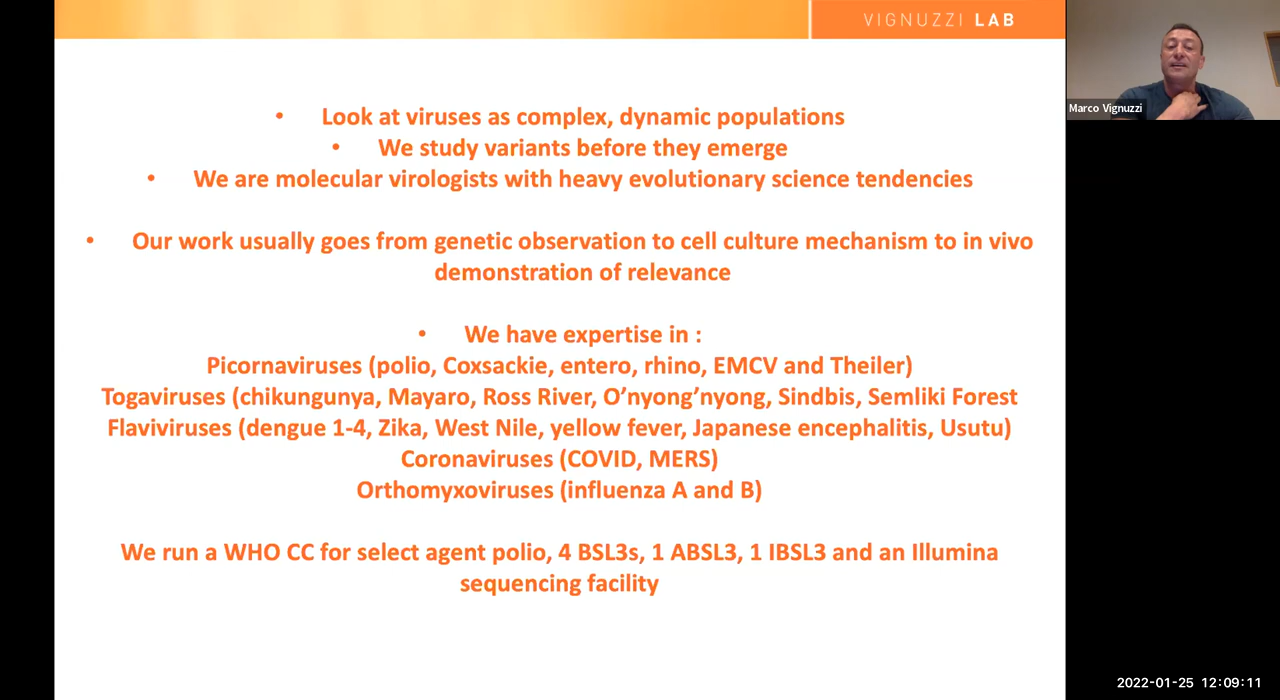 VIGNUZZI LAB
Marco Vignuzzi
• Look at viruses as complex, dynamic populations
• We study variants before they emerge
• We are molecular virologists with heavy evolutionary science tendencies
• Our work usually goes from genetic observation to cell culture mechanism to in vivo
demonstration of relevance
• We have expertise in :
Picornaviruses (polio, Coxsackie, entero, rhino, EMCV and Theiler)
Togaviruses (chikungunya, Mayaro, Ross River, O’nyong’nyong, Sindbis, Semliki Forest
Flaviviruses (dengue 1-4, Zika, West Nile, yellow fever, Japanese encephalitis, Usutu)
Coronaviruses (COVID, MERS)
Orthomyxoviruses (influenza A and B)
We run a WHO CC for select agent polio, 4 BSL3s, 1 ABSL3, 1 IBSL3 and an Illumina
sequencing facility
2022-01-25 12:09:11